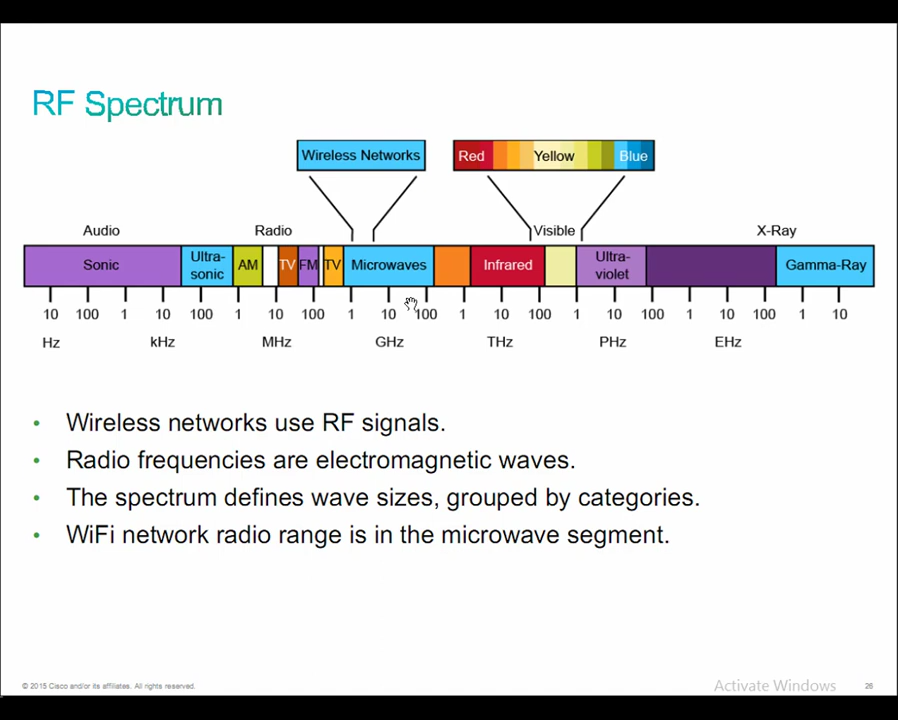 RF Spectrum
Wireless Networks
Red Yellow Blue
Audio Radio Visible X-Ray
Sonic Ultra-sonic AM TV FM TV Microwaves Infrared Ultra-violet Gamma-Ray
10 100 1 10 100 1 10 100 1 10 100 1 10 100 1 10 100 1 10 100 1 10
Hz kHz MHz GHz THz PHz EHz
• Wireless networks use RF signals.
• Radio frequencies are electromagnetic waves.
• The spectrum defines wave sizes, grouped by categories.
• WiFi network radio range is in the microwave segment.
© 2015 Cisco and/or its affiliates. All rights reserved. Activate Windows 26